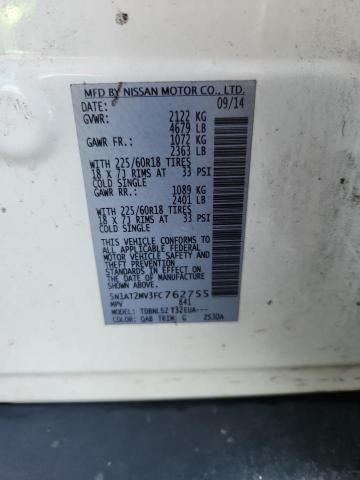 MFD BY NISSAN MOTOR CO., LTD.
DATE: 09/14
GVWR: 2122 KG
4679 LB
GAWR FR.: 1072 KG
2363 LB
WITH 225/60R18 TIRES
18 X 7J RIMS AT 33 PSI
COLD SINGLE
GAWR RR.: 1089 KG
2401 LB
WITH 225/60R18 TIRES
18 X 7J RIMS AT 33 PSI
COLD SINGLE
THIS VEHICLE CONFORMS TO
ALL APPLICABLE FEDERAL
MOTOR VEHICLE SAFETY AND
THEFT PREVENTION
STANDARDS IN EFFECT ON
THE DATE OF MANUFACTURE
SHOWN ABOVE.
5N1AT2MV3FC762755
MPV 841
MODEL:
COLOR: QAB TRIM: G 2530A